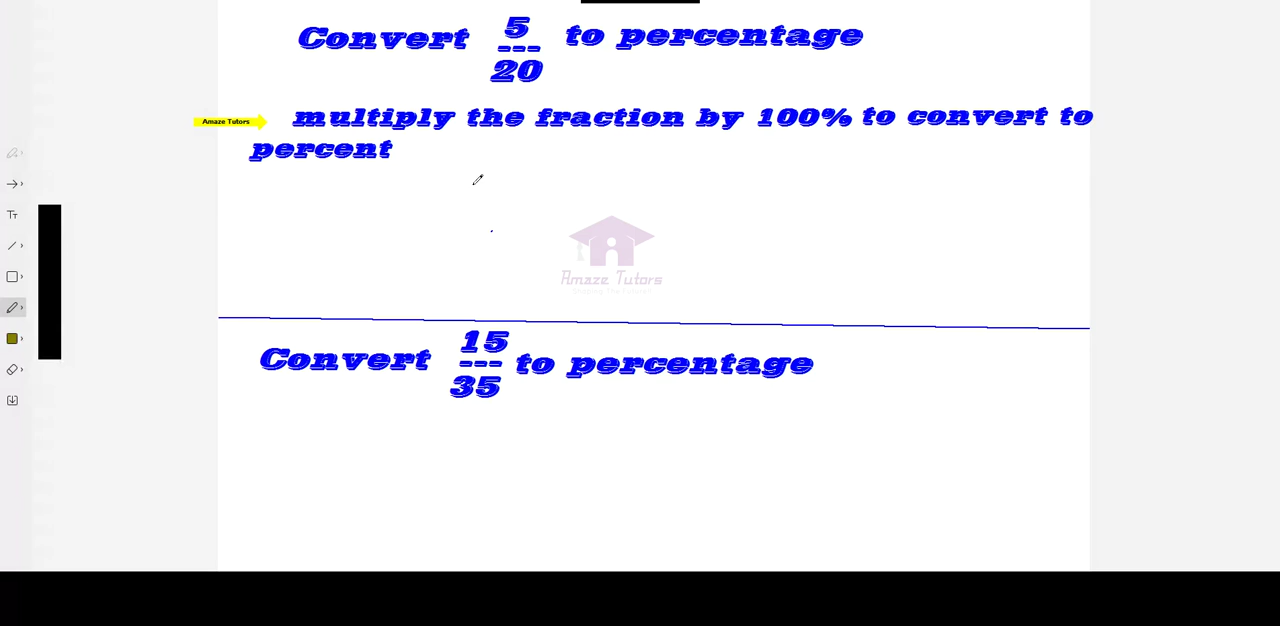 Convert 5 to percentage
---
20
Amaze Tutors
multiply the fraction by 100% to convert to
percent
Amaze Tutors
Convert 15 to percentage
---
35